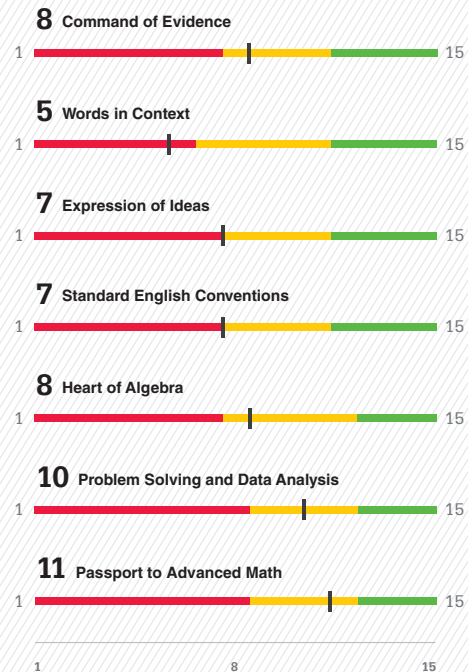 8 Command of Evidence
1 15
5 Words in Context
1 15
7 Expression of Ideas
1 15
7 Standard English Conventions
1 15
8 Heart of Algebra
1 15
10 Problem Solving and Data Analysis
1 15
11 Passport to Advanced Math
1 15
1 8 15